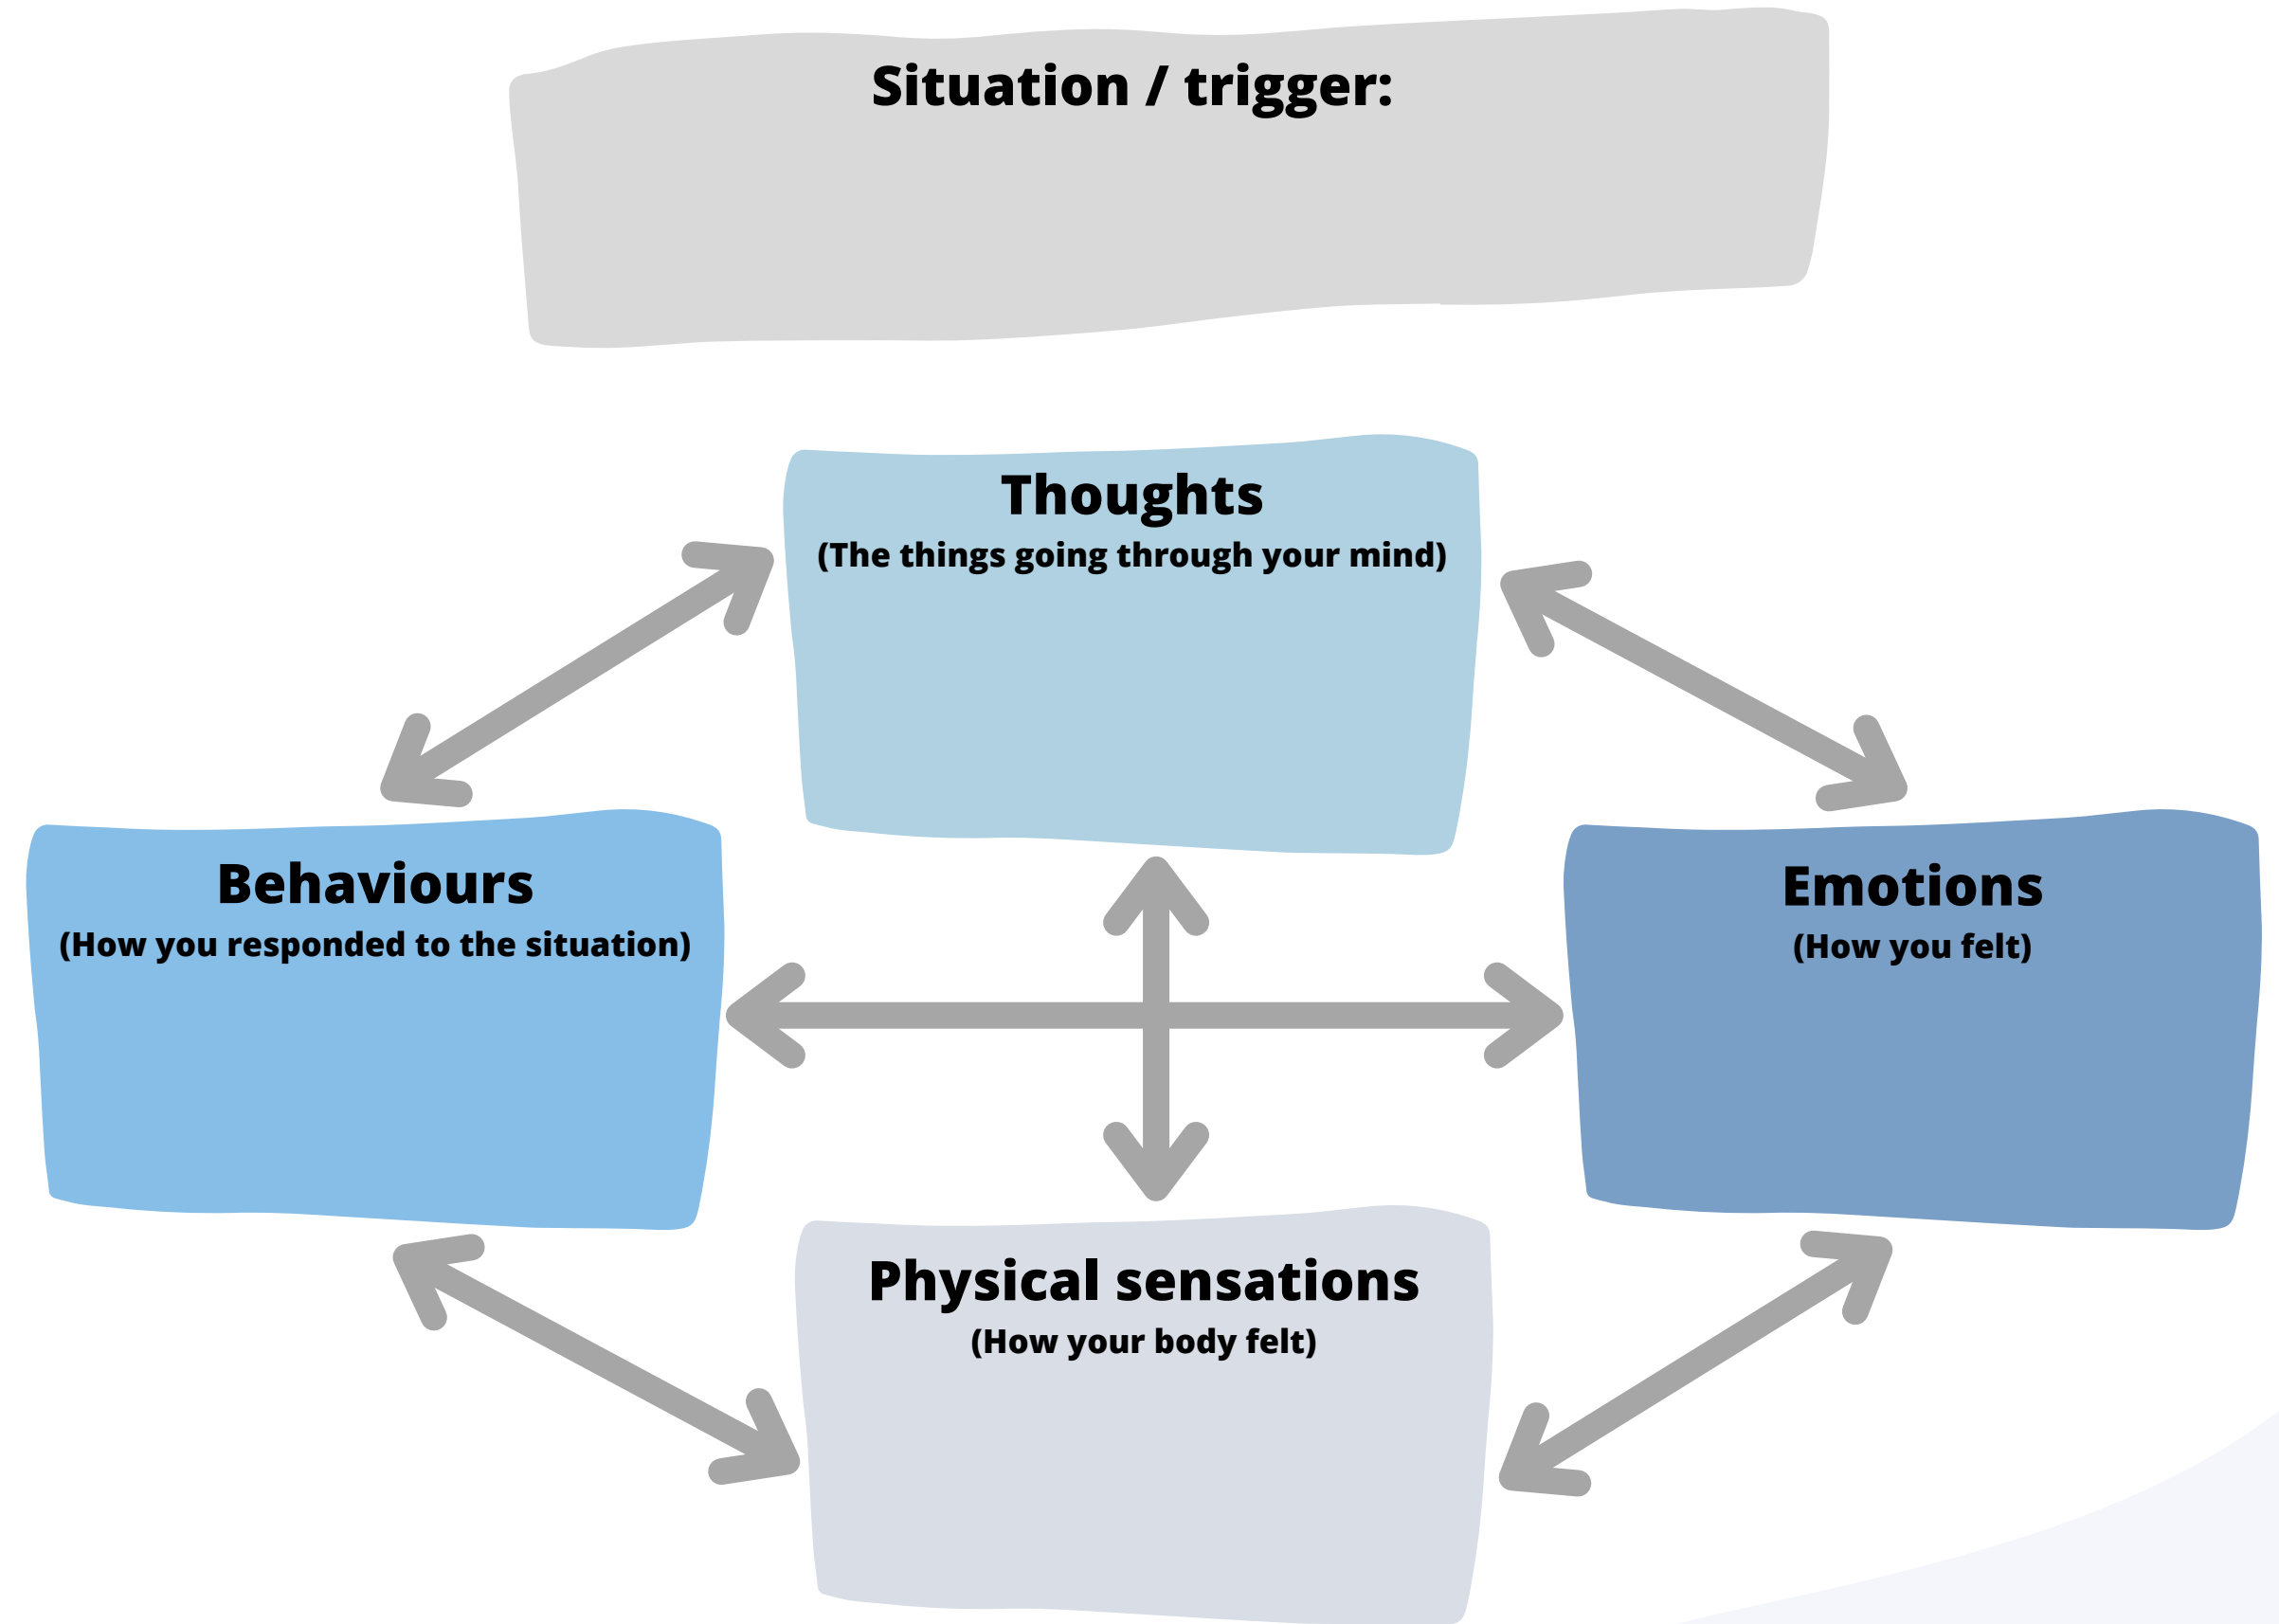 Situation / trigger:
Thoughts
(The things going through your mind)
Behaviours
(How you responded to the situation)
Emotions
(How you felt)
Physical sensations
(How your body felt)